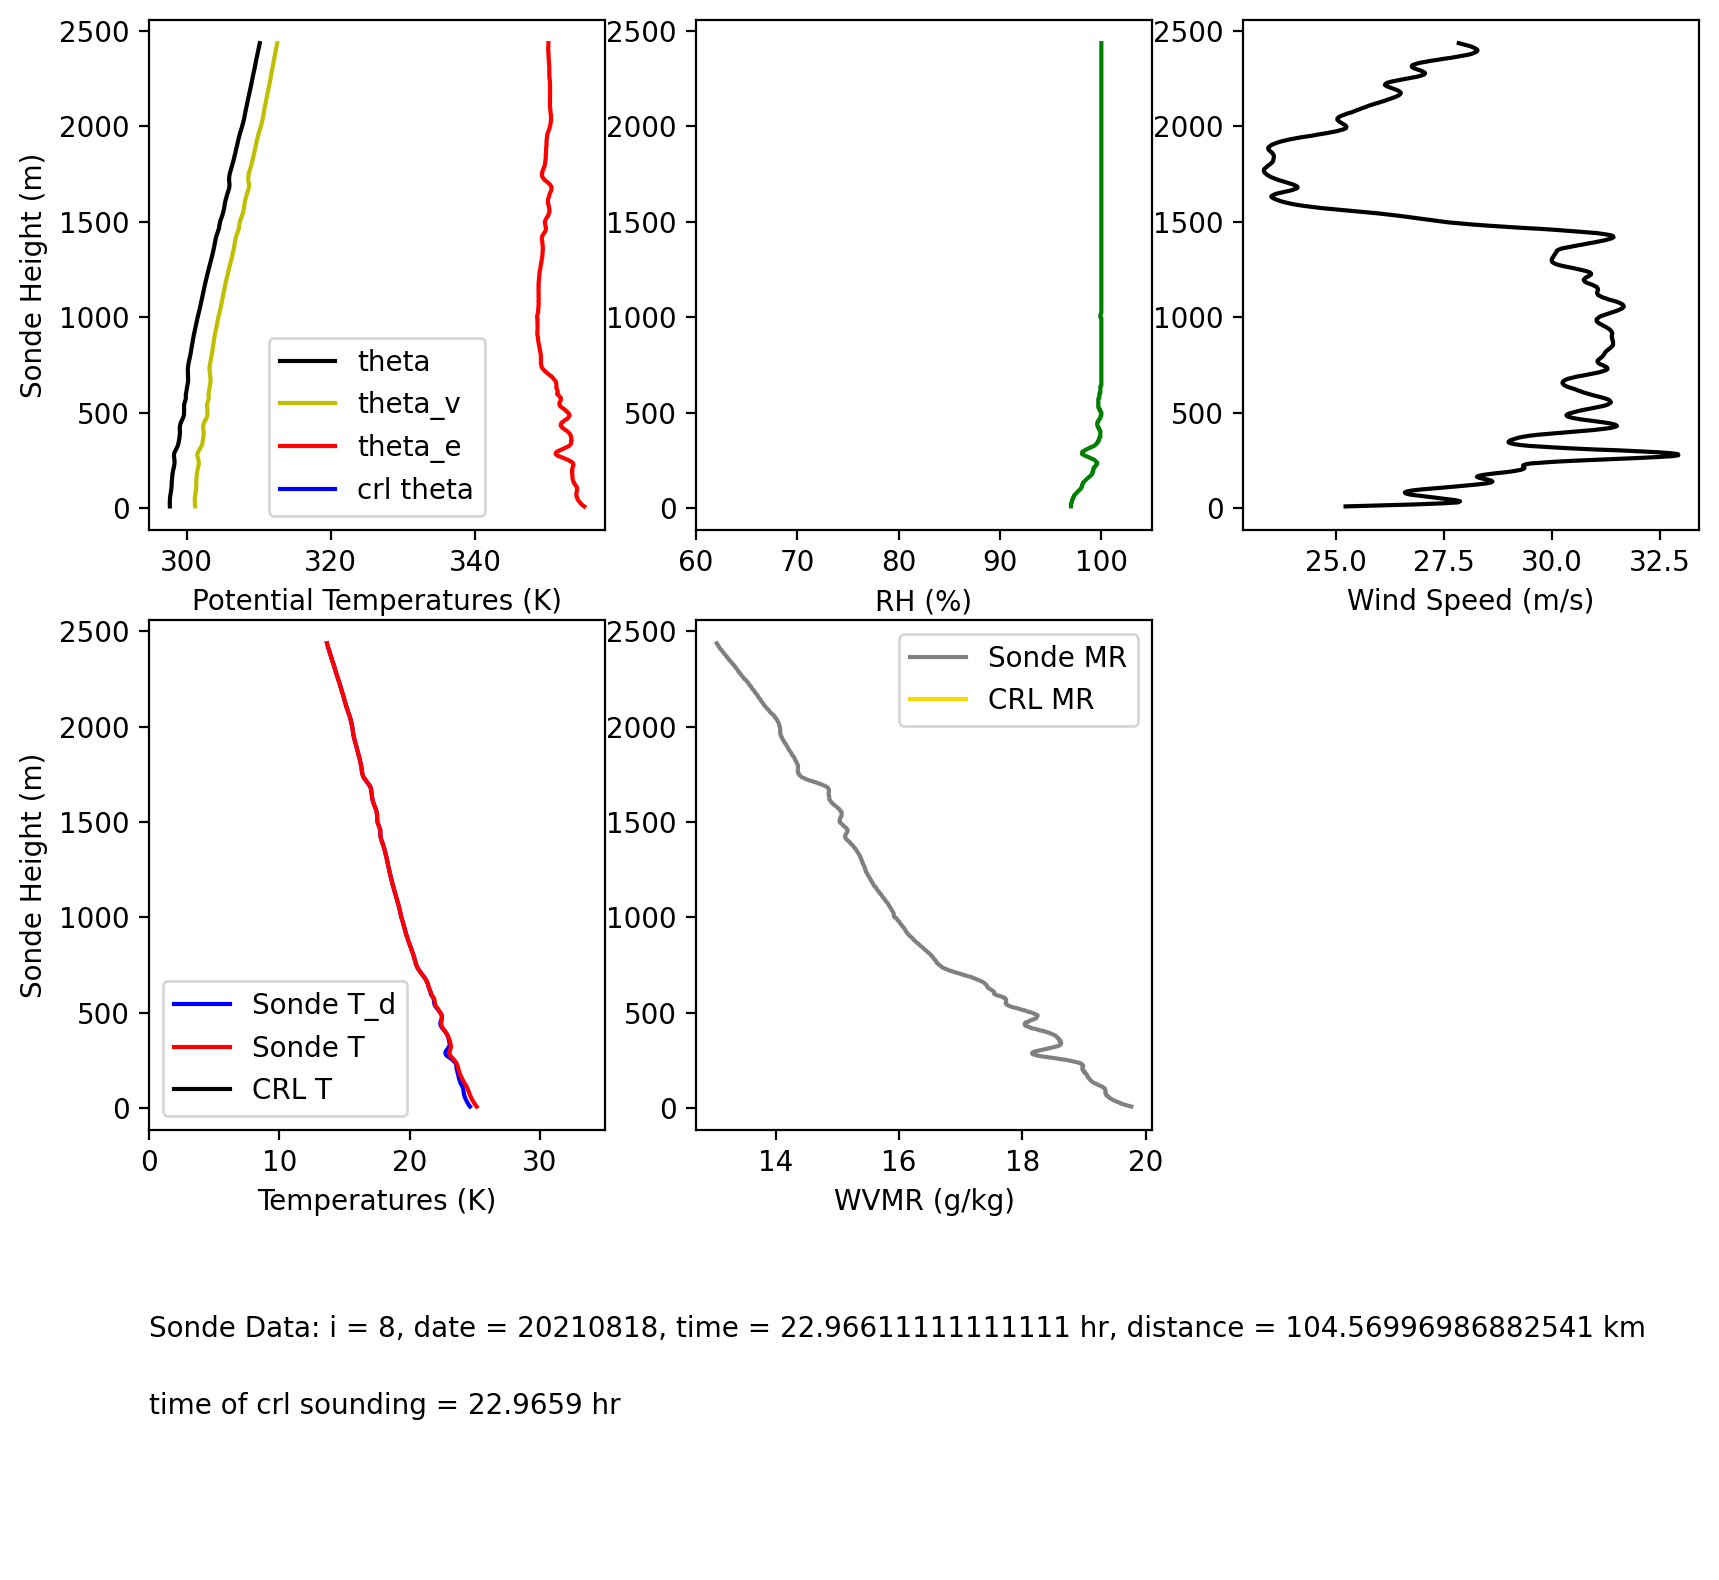 2500
2000
1500
1000
500
0
Sonde Height (m)
300 320 340
Potential Temperatures (K)
theta
theta_v
theta_e
crl theta
2500
2000
1500
1000
500
0
60 70 80 90 100
RH (%)
2500
2000
1500
1000
500
0
25.0 27.5 30.0 32.5
Wind Speed (m/s)
2500
2000
1500
1000
500
0
Sonde Height (m)
0 10 20 30
Temperatures (K)
Sonde T_d
Sonde T
CRL T
2500
2000
1500
1000
500
0
14 16 18 20
WVMR (g/kg)
Sonde MR
CRL MR
Sonde Data: i = 8, date = 20210818, time = 22.96611111111111 hr, distance = 104.56996986882541 km
time of crl sounding = 22.9659 hr